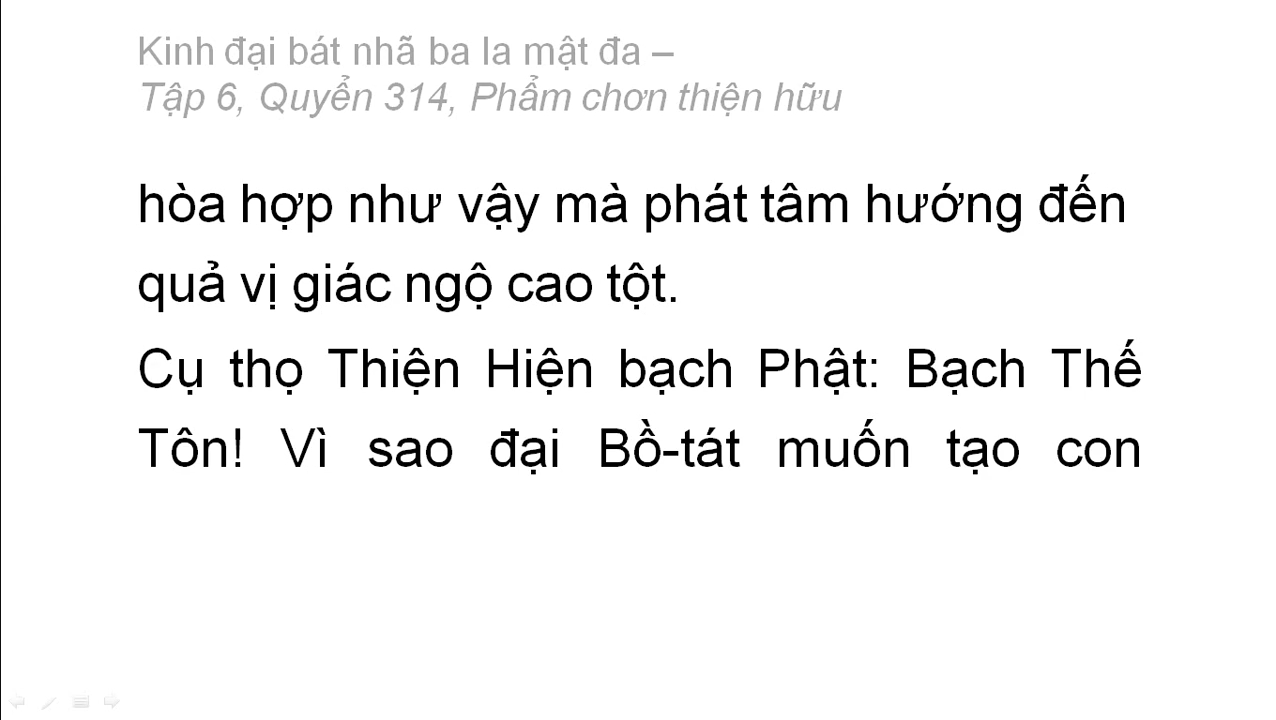 Kinh đại bát nhã ba la mật đa –
Tập 6, Quyển 314, Phẩm chơn thiện hữu
hòa hợp như vậy mà phát tâm hướng đến
quả vị giác ngộ cao tột.
Cụ thọ Thiện Hiện bạch Phật: Bạch Thế
Tôn! Vì sao đại Bồ-tát muốn tạo con